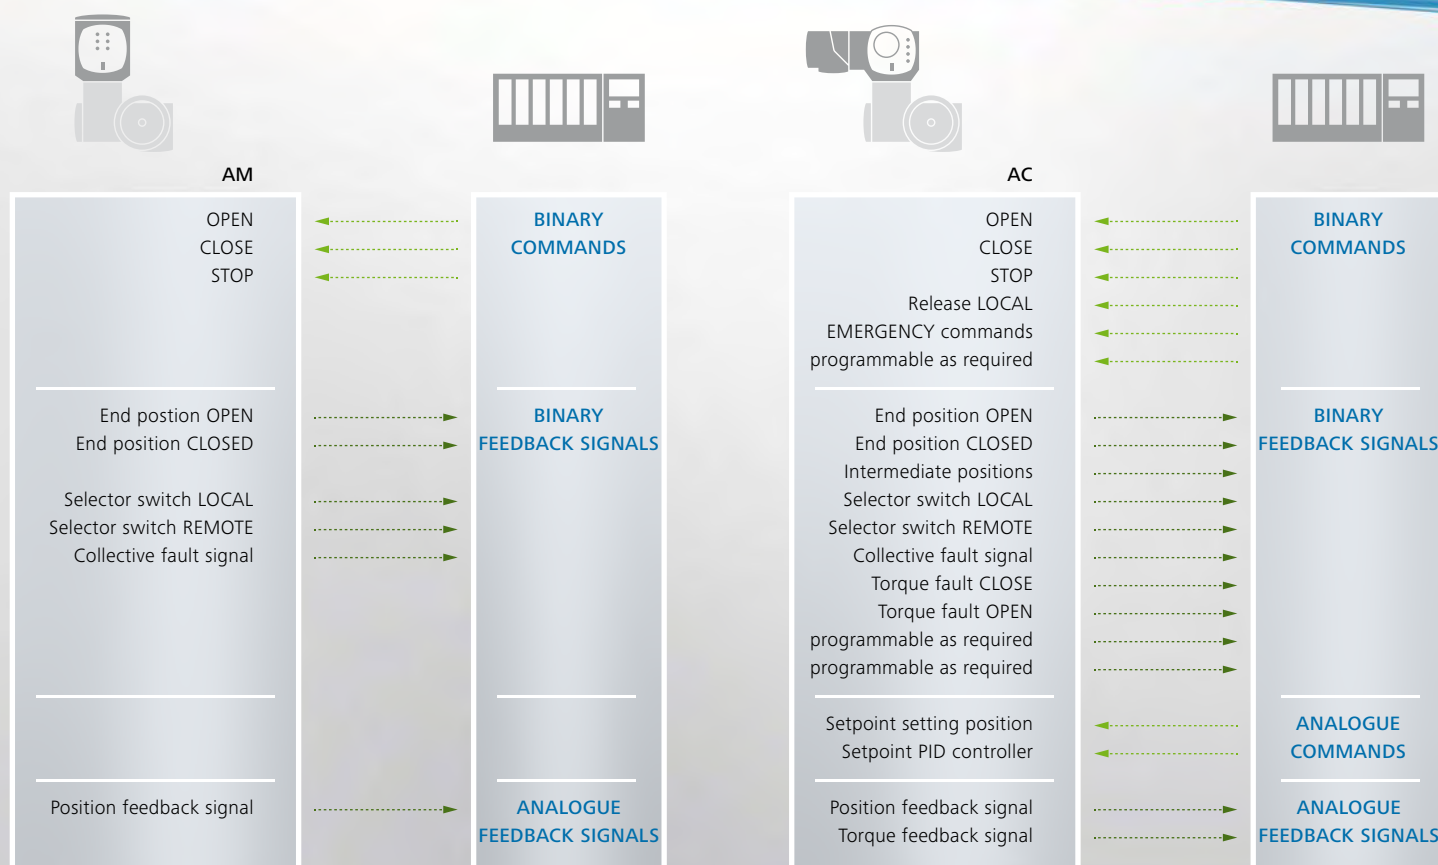 AM
OPEN
CLOSE
STOP
BINARY
COMMANDS
End postion OPEN
End position CLOSED
Selector switch LOCAL
Selector switch REMOTE
Collective fault signal
BINARY
FEEDBACK SIGNALS
Position feedback signal
ANALOGUE
FEEDBACK SIGNALS
AC
OPEN
CLOSE
STOP
Release LOCAL
EMERGENCY commands
programmable as required
BINARY
COMMANDS
End postion OPEN
End position CLOSED
Intermediate positions
Selector switch LOCAL
Selector switch REMOTE
Collective fault signal
Torque fault CLOSE
Torque fault OPEN
programmable as required
programmable as required
BINARY
FEEDBACK SIGNALS
Setpoint setting position
Setpoint PID controller
ANALOGUE
COMMANDS
Position feedback signal
Torque feedback signal
ANALOGUE
FEEDBACK SIGNALS